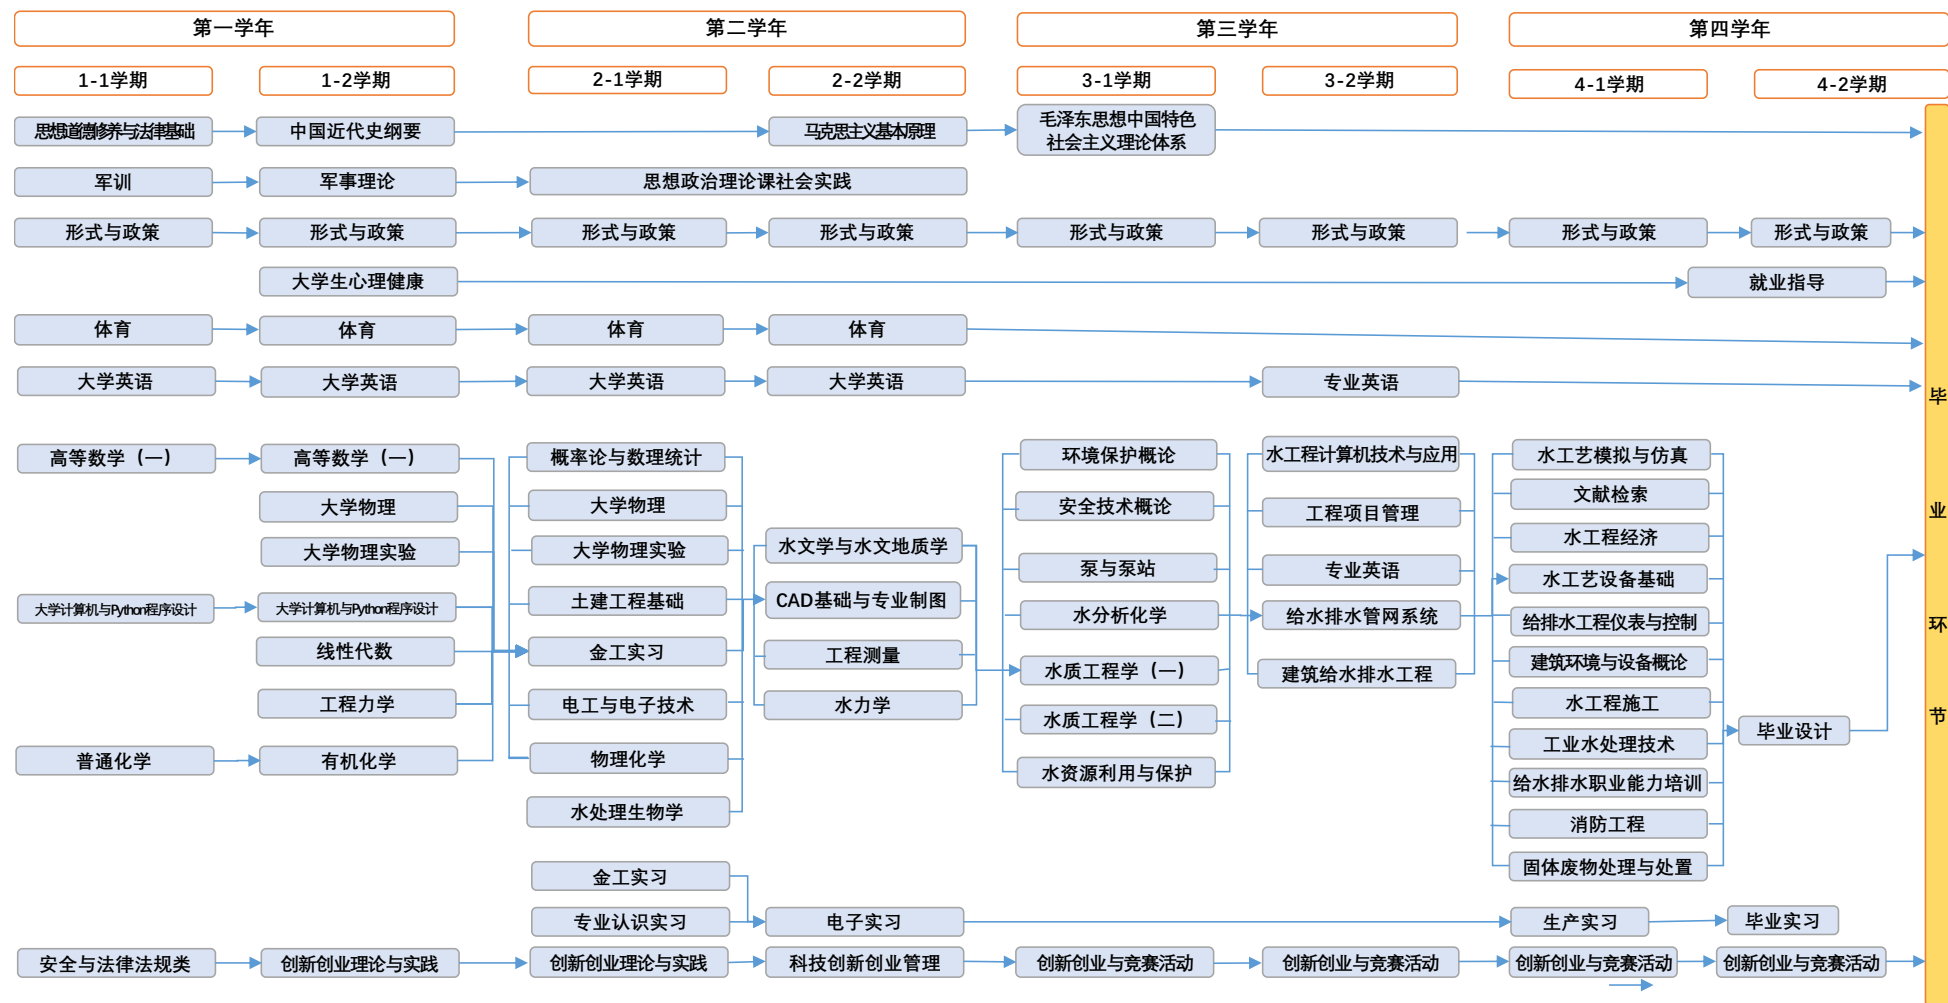 第一学年 第二学年 第三学年 第四学年
1-1学期 1-2学期 2-1学期 2-2学期 3-1学期 3-2学期 4-1学期 4-2学期
思想道德修养与法律基础 中国近代史纲要 马克思主义基本原理 毛泽东思想中国特色
社会主义理论体系
军训 军事理论 思想政治理论课社会实践
形式与政策 形式与政策 形式与政策 形式与政策 形式与政策 形式与政策 形式与政策 形式与政策
大学生心理健康 就业指导
体育 体育 体育 体育
大学英语 大学英语 大学英语 大学英语 专业英语
高等数学（一） 高等数学（一） 概率论与数理统计 环境保护概论 水工程计算机技术与应用 水工艺模拟与仿真
大学物理 大学物理 安全技术概论 工程项目管理 文献检索
大学物理实验 大学物理实验 水文学与水文地质学 泵与泵站 专业英语 水工程经济
水工艺设备基础
大学计算机与Python程序设计 大学计算机与Python程序设计 土建工程基础 CAD基础与专业制图 水分析化学 给水排水管网系统 给排水工程仪表与控制
线性代数 金工实习 工程测量 水质工程学（一） 建筑给水排水工程 建筑环境与设备概论
工程力学 电工与电子技术 水力学 水质工程学（二） 水工程施工
普通化学 有机化学 物理化学 水资源利用与保护 工业水处理技术 毕业设计
水处理生物学 给水排水职业能力培训
消防工程
金工实习 固体废物处理与处置
专业认识实习 电子实习 生产实习 毕业实习
安全与法律法规类 创新创业理论与实践 创新创业理论与实践 科技创新创业管理 创新创业与竞赛活动 创新创业与竞赛活动 创新创业与竞赛活动 创新创业与竞赛活动
毕
业
环
节